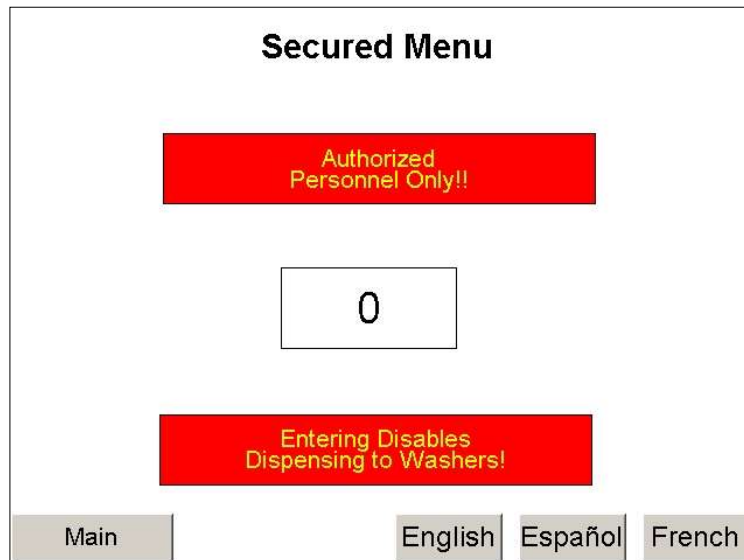 Secured Menu
Authorized
Personnel Only!!
0
Entering Disables
Dispensing to Washers!
Main
English
Español
French